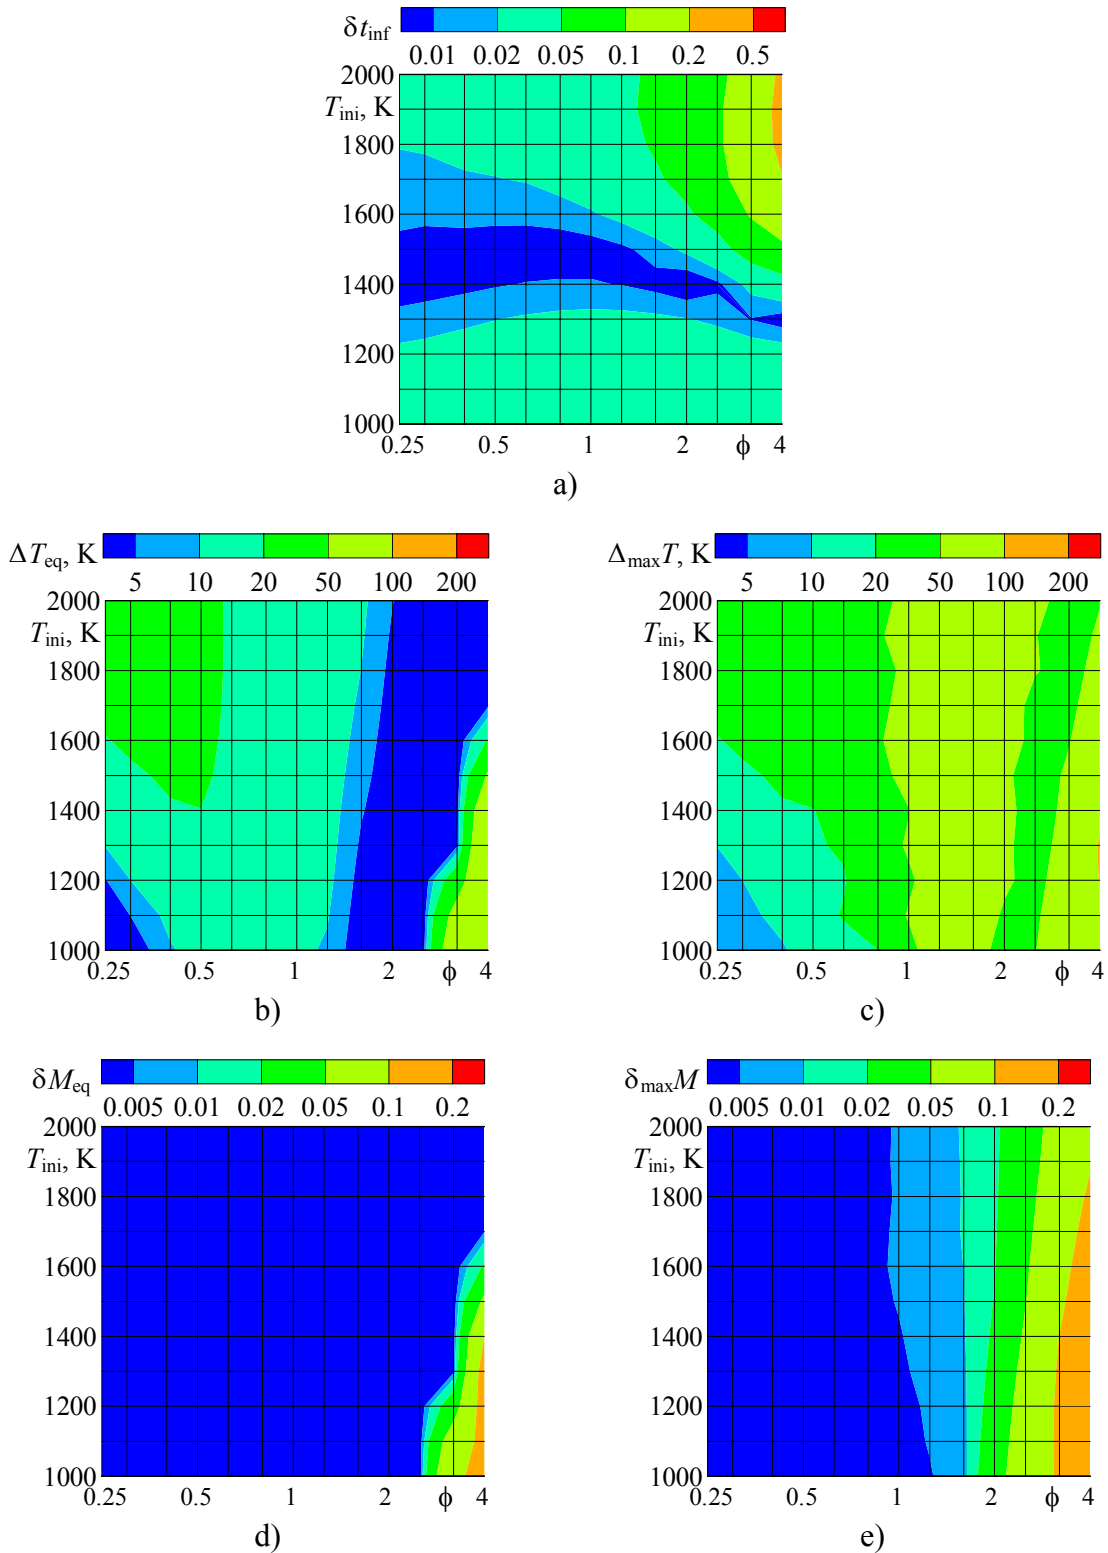 δt_inf
0.01 0.02 0.05 0.1 0.2 0.5
2000
T_ini, K
1800
1600
1400
1200
1000
0.25 0.5 1 2 ϕ 4
a)
ΔT_eq, K
5 10 20 50 100 200
2000
T_ini, K
1800
1600
1400
1200
1000
0.25 0.5 1 2 ϕ 4
b)
Δ_maxT, K
5 10 20 50 100 200
2000
T_ini, K
1800
1600
1400
1200
1000
0.25 0.5 1 2 ϕ 4
c)
δM_eq
0.005 0.01 0.02 0.05 0.1 0.2
2000
T_ini, K
1800
1600
1400
1200
1000
0.25 0.5 1 2 ϕ 4
d)
δ_maxM
0.005 0.01 0.02 0.05 0.1 0.2
2000
T_ini, K
1800
1600
1400
1200
1000
0.25 0.5 1 2 ϕ 4
e)